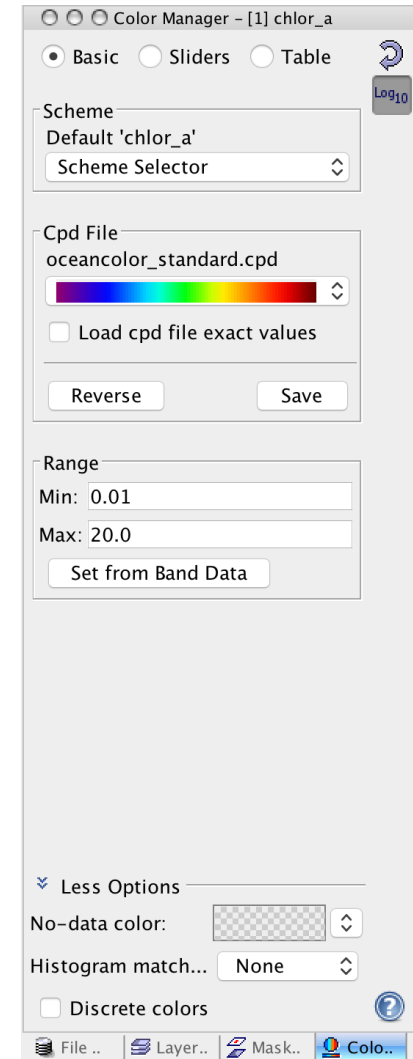 Color Manager – [1] chlor_a
Basic Sliders Table
Log10
Scheme
Default 'chlor_a'
Scheme Selector
Cpd File
oceancolor_standard.cpd
Load cpd file exact values
Reverse Save
Range
Min: 0.01
Max: 20.0
Set from Band Data
Less Options
No-data color:
Histogram match... None
Discrete colors
?
File .. Layer.. Mask.. Colo..